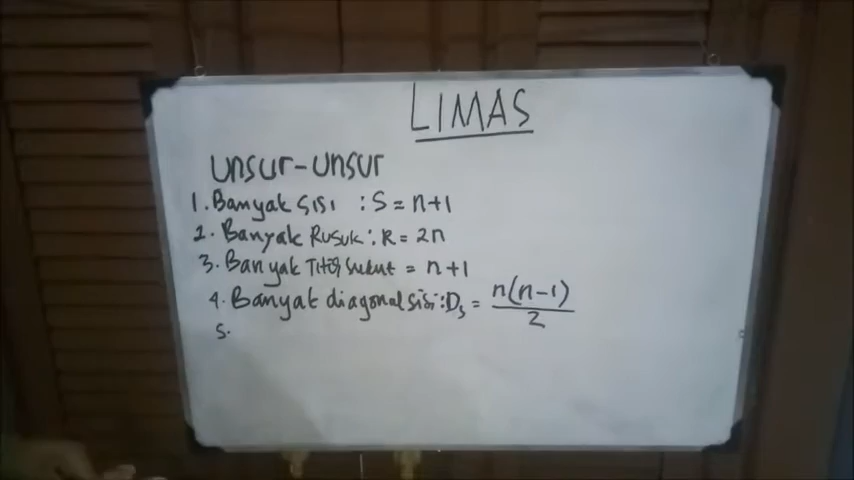 LIMAS
Unsur-Unsur
1. Banyak Sisi : S = n+1
2. Banyak Rusuk : R = 2n
3. Banyak Titik Sudut = n+1
4. Banyak diagonal sisi : Ds = n(n-1)/2
5.